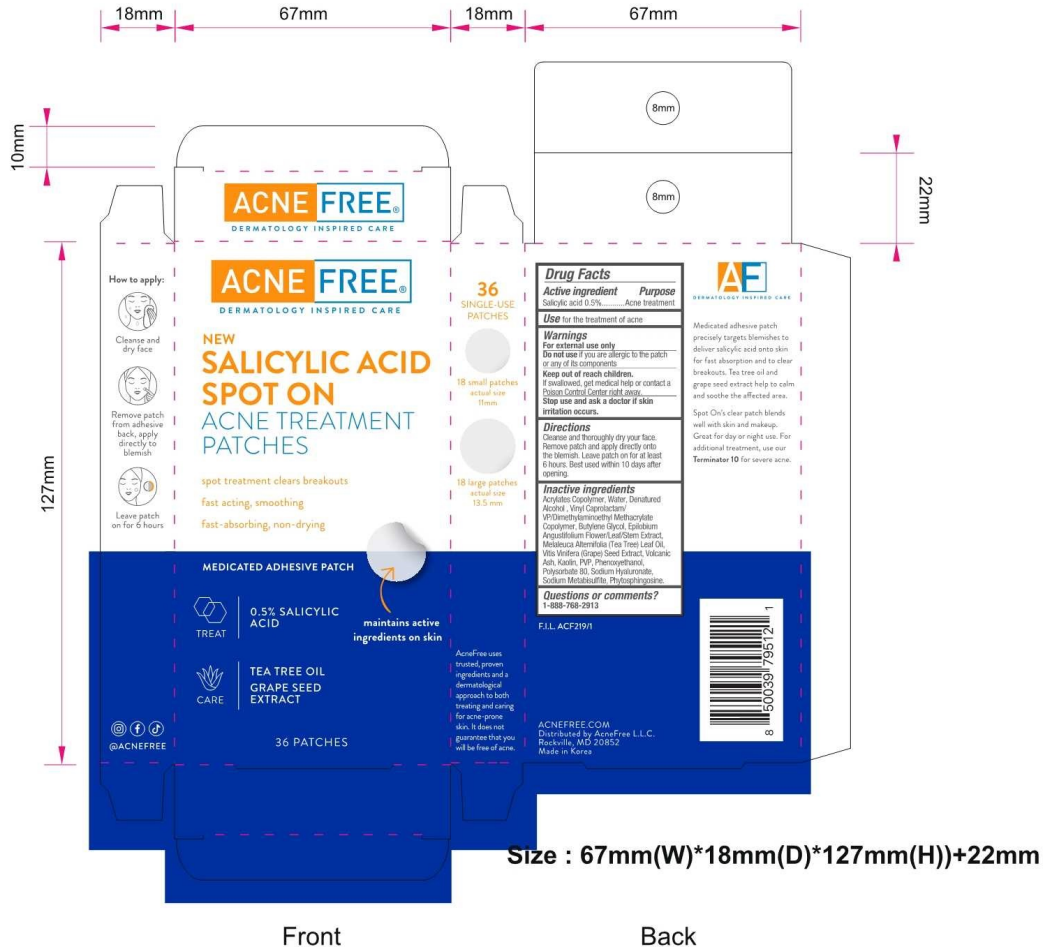 18mm
67mm
18mm
67mm
10mm
127mm
22mm
8mm
8mm
ACNE FREE®
DERMATOLOGY INSPIRED CARE
How to apply:
Cleanse and
dry face
Remove patch
from adhesive
back, apply
directly to
blemish
Leave patch
on for 6 hours
@ACNEFREE
ACNE FREE®
DERMATOLOGY INSPIRED CARE
NEW
SALICYLIC ACID
SPOT ON
ACNE TREATMENT
PATCHES
spot treatment clears breakouts
fast acting, smoothing
fast-absorbing, non-drying
MEDICATED ADHESIVE PATCH
maintains active
ingredients on skin
TREAT
0.5% SALICYLIC
ACID
CARE
TEA TREE OIL
GRAPE SEED
EXTRACT
36 PATCHES
36
SINGLE-USE
PATCHES
18 small patches
actual size
11mm
18 large patches
actual size
13.5 mm
AcneFree uses
trusted, proven
ingredients and a
dermatological
approach to both
treating and caring
for acne-prone
skin. It does not
guarantee that you
will be free of acne.
Drug Facts
Active ingredient Purpose
Salicylic acid 0.5%...........Acne treatment
Use for the treatment of acne
Warnings
For external use only
Do not use if you are allergic to the patch
or any of its components
Keep out of reach children.
If swallowed, get medical help or contact a
Poison Control Center right away.
Stop use and ask a doctor if skin
irritation occurs.
Directions
Cleanse and thoroughly dry your face.
Remove patch and apply directly onto
the blemish. Leave patch on for at least
6 hours. Best used within 10 days after
opening.
Inactive ingredients
Acrylates Copolymer, Water, Denatured
Alcohol , Vinyl Caprolactam/
VP/Dimethylaminoethyl Methacrylate
Copolymer, Butylene Glycol, Epilobium
Angustifolium Flower/Leaf/Stem Extract,
Melaleuca Alternifolia (Tea Tree) Leaf Oil,
Vitis Vinifera (Grape) Seed Extract, Volcanic
Ash, Kaolin, PVP, Phenoxyethanol,
Polysorbate 80, Sodium Hyaluronate,
Sodium Metabisulfite, Phytosphingosine.
Questions or comments?
1-888-768-2913
F.I.L. ACF219/1
ACNEFREE.COM
Distributed by AcneFree L.L.C.
Rockville, MD 20852
Made in Korea
AF
DERMATOLOGY INSPIRED CARE
Medicated adhesive patch
precisely targets blemishes to
deliver salicylic acid onto skin
for fast absorption and to clear
breakouts. Tea tree oil and
grape seed extract help to calm
and soothe the affected area.
Spot On's clear patch blends
well with skin and makeup.
Great for day or night use. For
additional treatment, use our
Terminator 10 for severe acne.
8 50039 79512 1
Size : 67mm(W)*18mm(D)*127mm(H))+22mm
Front
Back